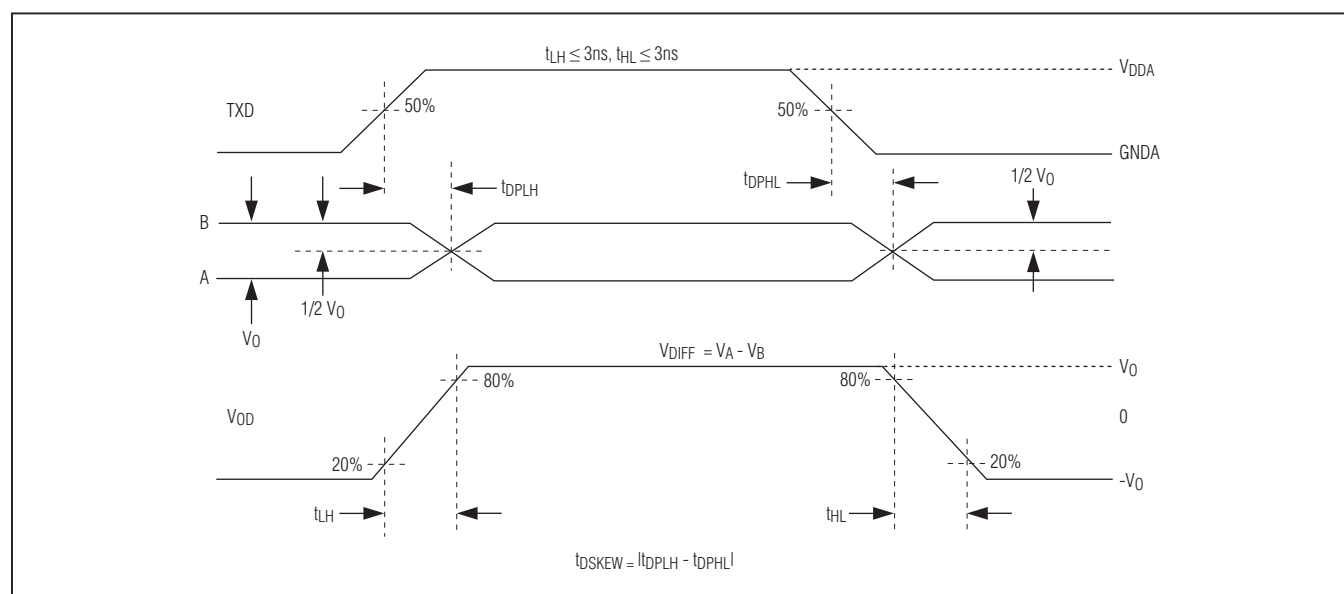 tLH ≤ 3ns, tHL ≤ 3ns
VDDA
TXD
50%
50%
GNDA
tDPLH
tDPHL
1/2 VO
B
A
1/2 VO
VO
VDIFF = VA - VB
VO
80%
80%
VOD
0
20%
20%
-VO
tLH
tHL
tDSKEW = |tDPLH - tDPHL|